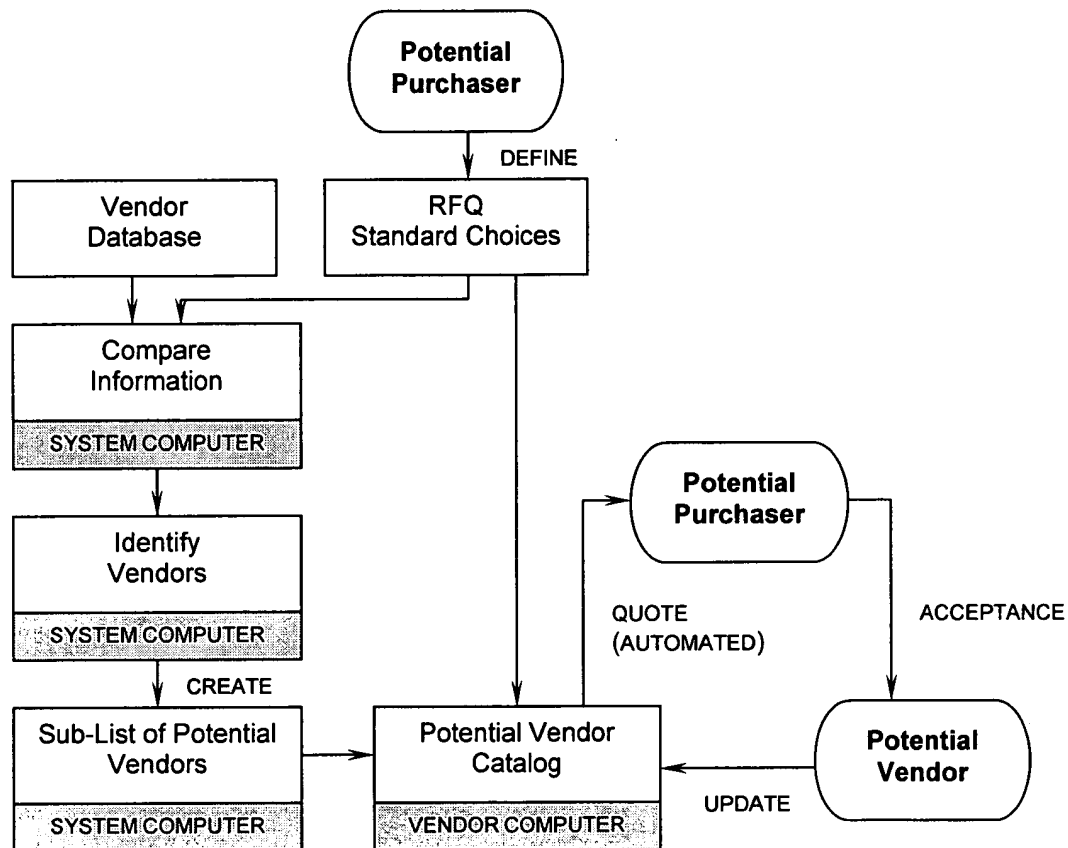 Potential
Purchaser
DEFINE
Vendor
Database
RFQ
Standard Choices
Compare
Information
SYSTEM COMPUTER
Identify
Vendors
SYSTEM COMPUTER
CREATE
Sub-List of Potential
Vendors
SYSTEM COMPUTER
Potential Vendor
Catalog
VENDOR COMPUTER
QUOTE
(AUTOMATED)
Potential
Purchaser
ACCEPTANCE
Potential
Vendor
UPDATE